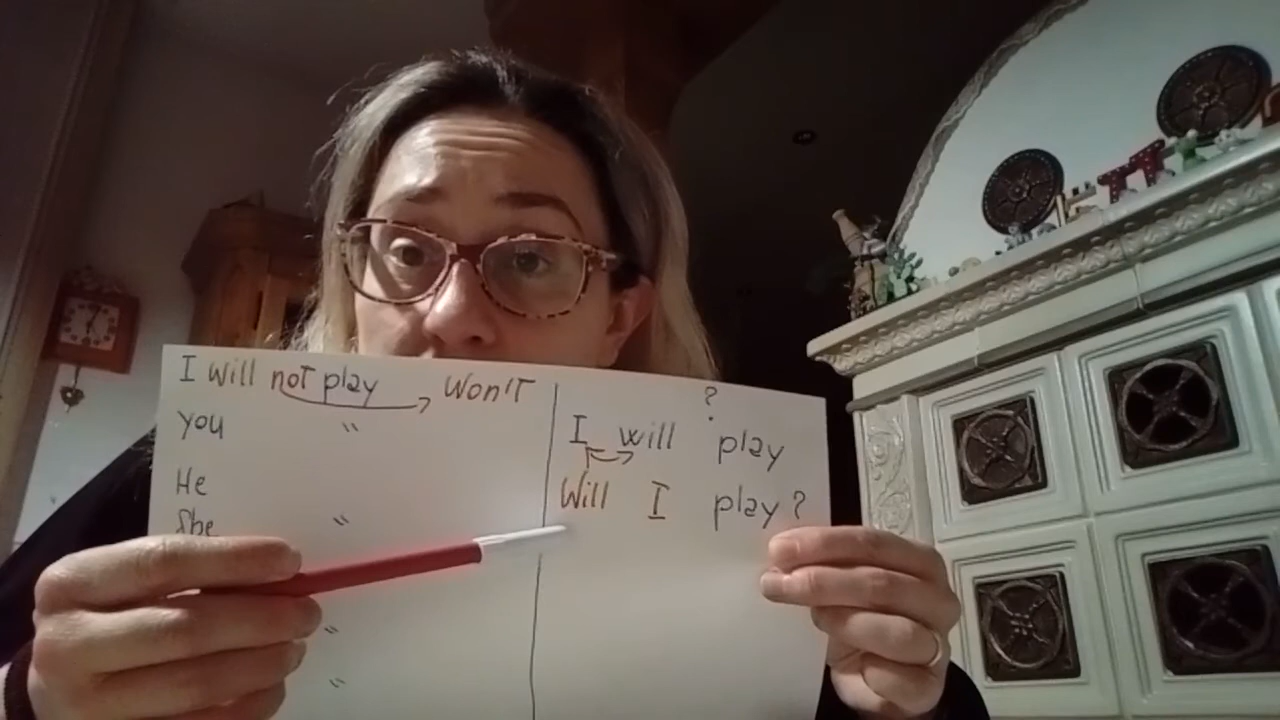 I will not play → Won't
you "
He
She "
"
"
?
I will play
Will I play?